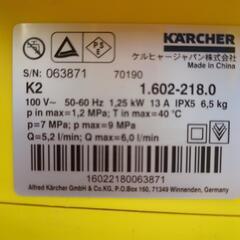 KÄRCHER
PS E
ケルヒャージャパン株式会社
Made in China
S/N: 063871 70190
K2 1.602-218.0
100 V~ 50-60 Hz 1,25 kW 13 A IPX5 6,5 kg
p in max=1,2 MPa T in max=40 °C
p=7 MPa p max=9 MPa
Q=5,2 l/min Q max=6,0 l/min
16022180063871
Alfred Kärcher GmbH & Co. KG, P.O.Box 160, 71349 Winnenden, Germany